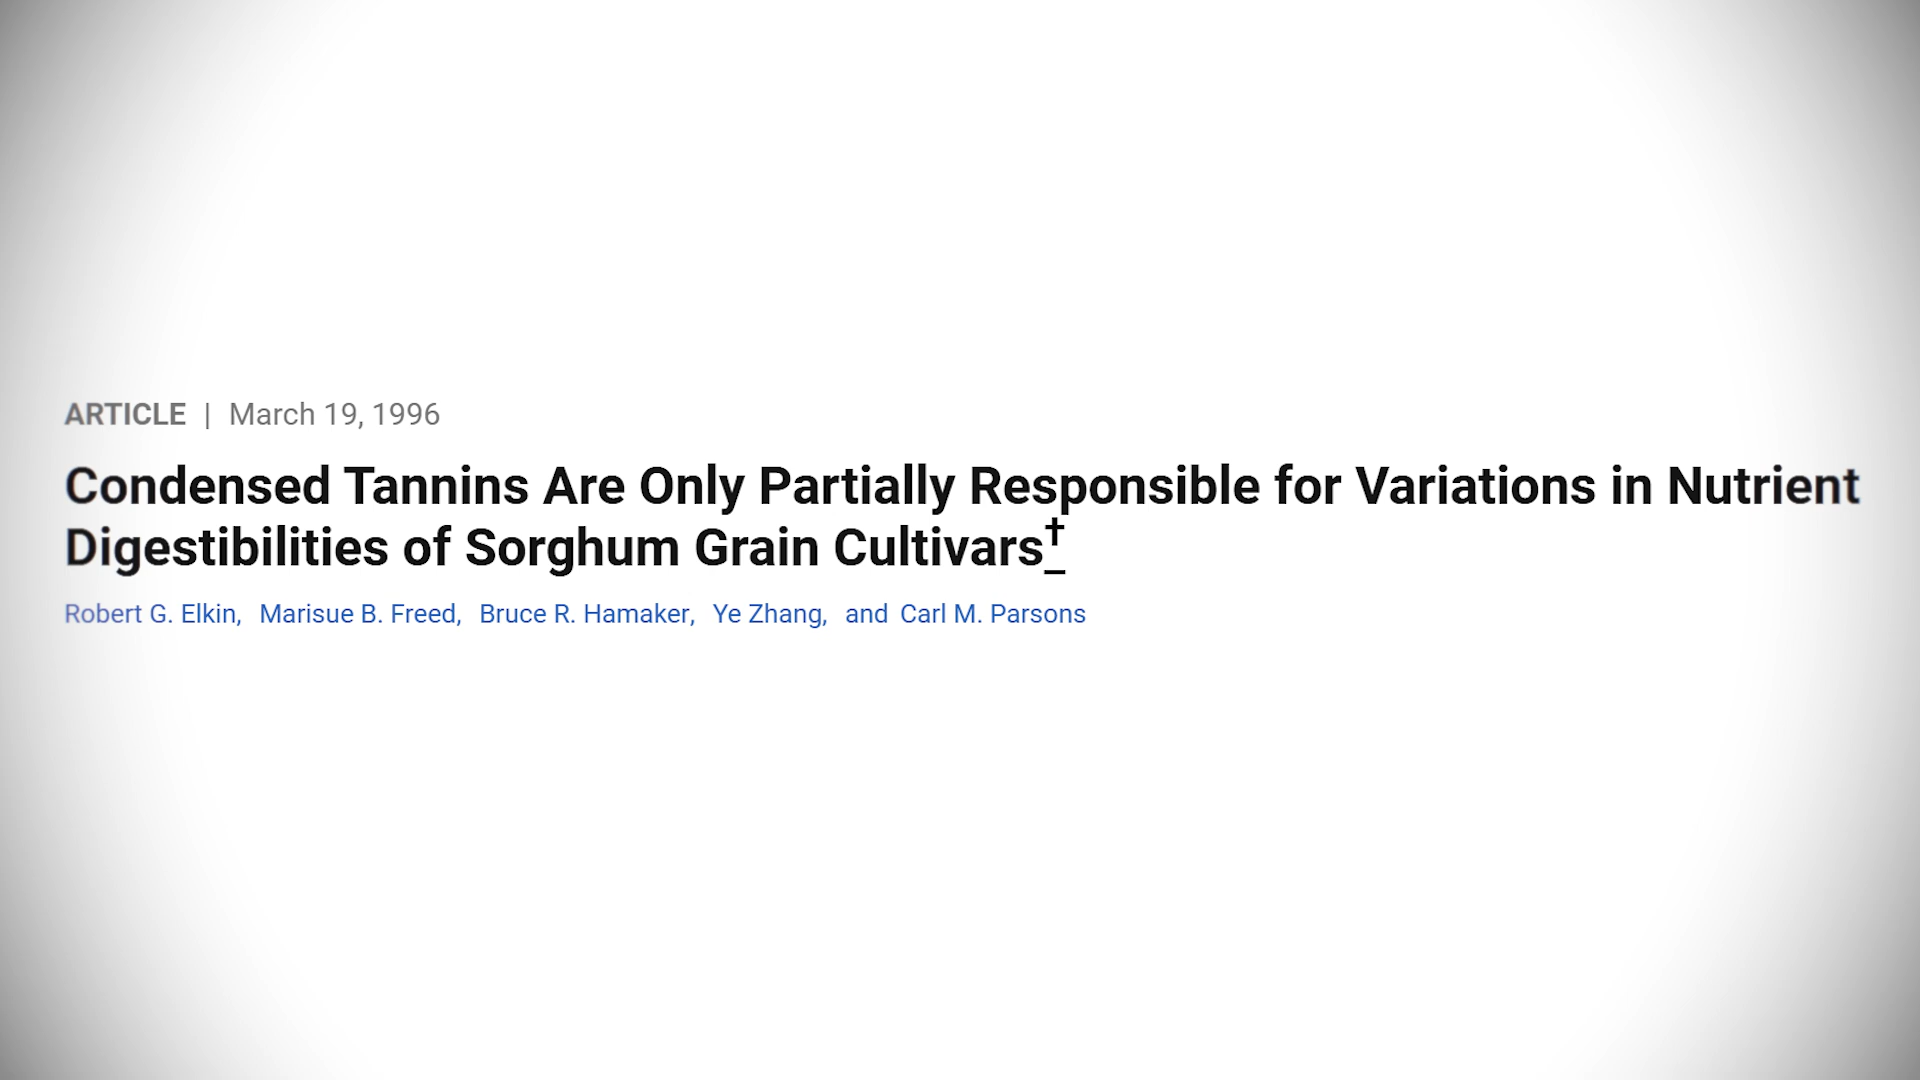 ARTICLE | March 19, 1996
Condensed Tannins Are Only Partially Responsible for Variations in Nutrient
Digestibilities of Sorghum Grain Cultivars†
Robert G. Elkin, Marisue B. Freed, Bruce R. Hamaker, Ye Zhang, and Carl M. Parsons